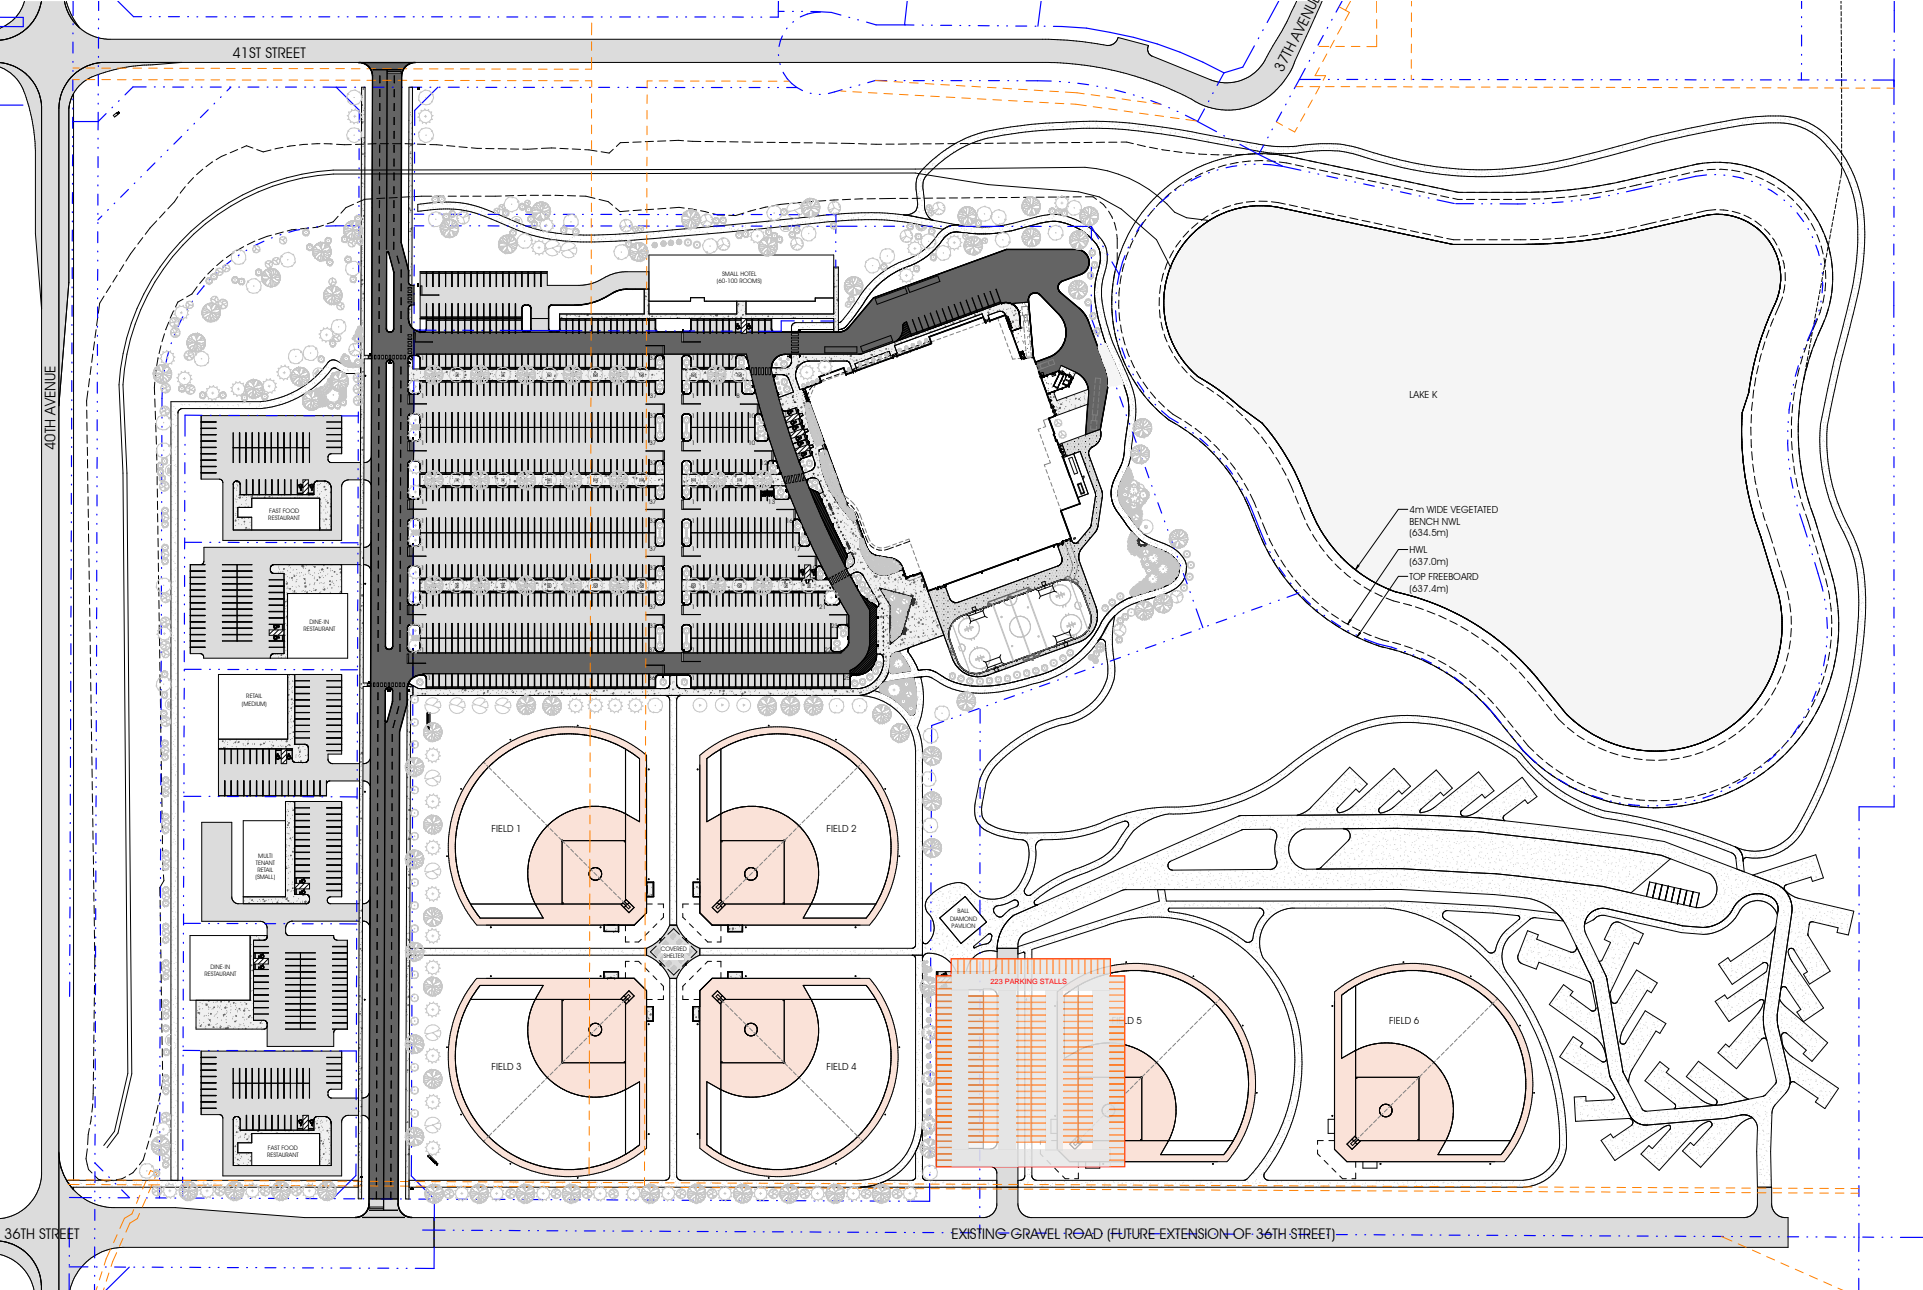 41ST STREET
37TH AVENUE
40TH AVENUE
SMALL HOTEL
(60-100 ROOMS)
LAKE K
4m WIDE VEGETATED
BENCH NWL
(634.5m)
HWL
(637.0m)
TOP FREEBOARD
(637.4m)
FAST FOOD
RESTAURANT
DINE-IN
RESTAURANT
RETAIL
(MEDIUM)
MULTI
TENANT
RETAIL
(SMALL)
DINE-IN
RESTAURANT
FAST FOOD
RESTAURANT
FIELD 1
FIELD 2
BALL
DIAMOND
PAVILION
COVERED
SHELTER
223 PARKING STALLS
FIELD 3
FIELD 4
LD 5
FIELD 6
36TH STREET
EXISTING GRAVEL ROAD (FUTURE EXTENSION OF 36TH STREET)